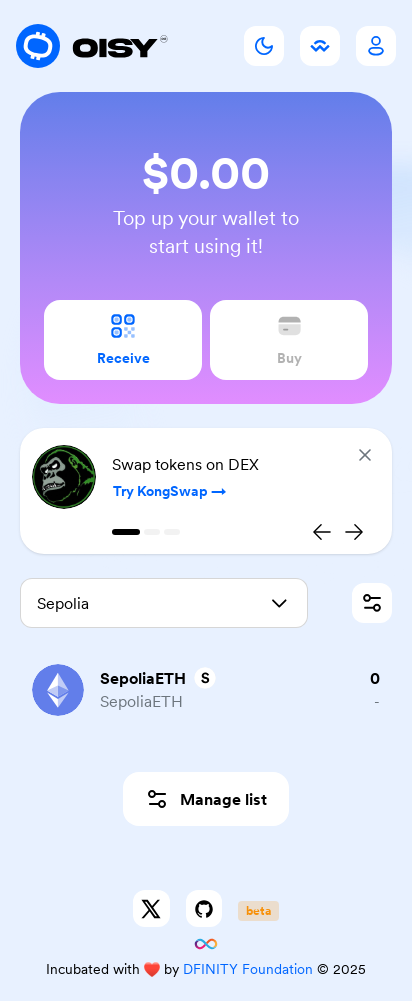 OISY
$0.00
Top up your wallet to
start using it!
Receive
Buy
Swap tokens on DEX
Try KongSwap →
Sepolia
SepoliaETH S
0
SepoliaETH
-
Manage list
beta
Incubated with ❤️ by DFINITY Foundation © 2025